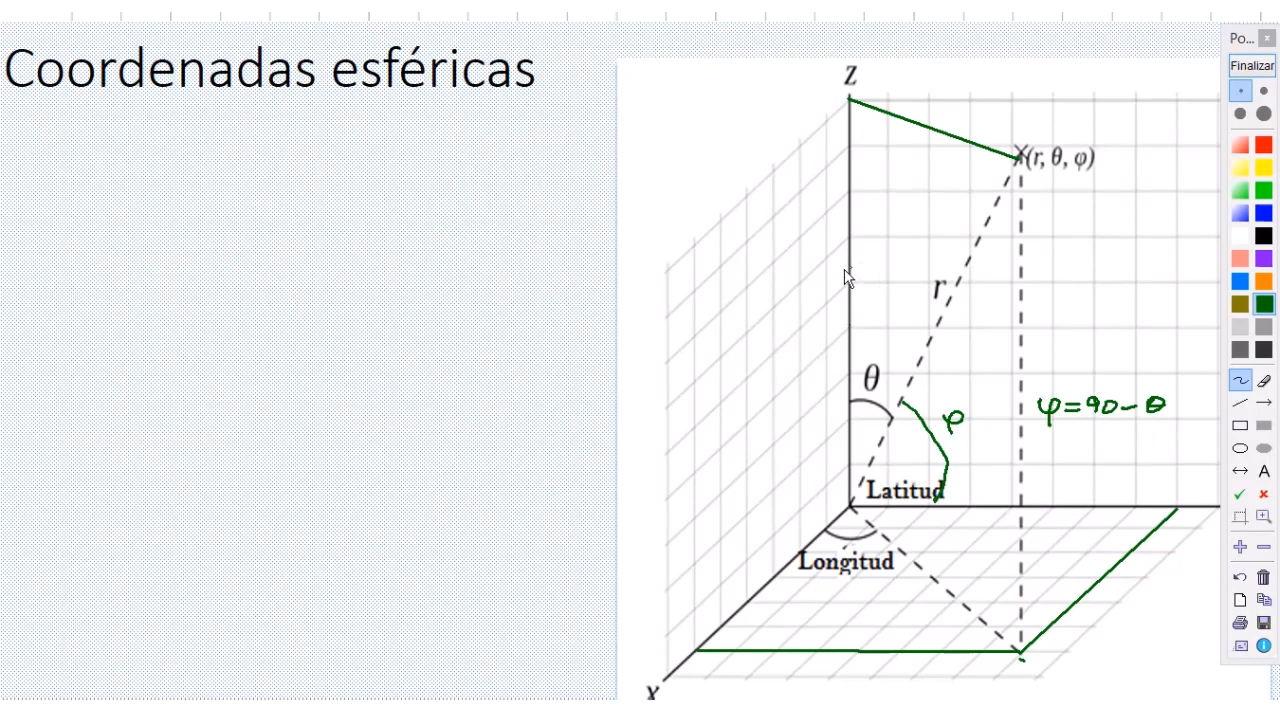 Coordenadas esféricas
Z
(r, θ, φ)
r
θ
φ
φ = 90 - θ
Latitud
Longitud
X
Po...
Finalizar
A